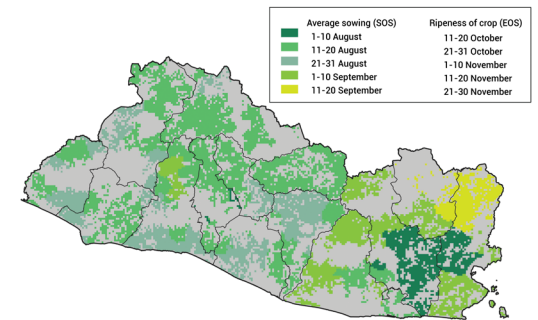 Average sowing (SOS) Ripeness of crop (EOS)
1-10 August 11-20 October
11-20 August 21-31 October
21-31 August 1-10 November
1-10 September 11-20 November
11-20 September 21-30 November